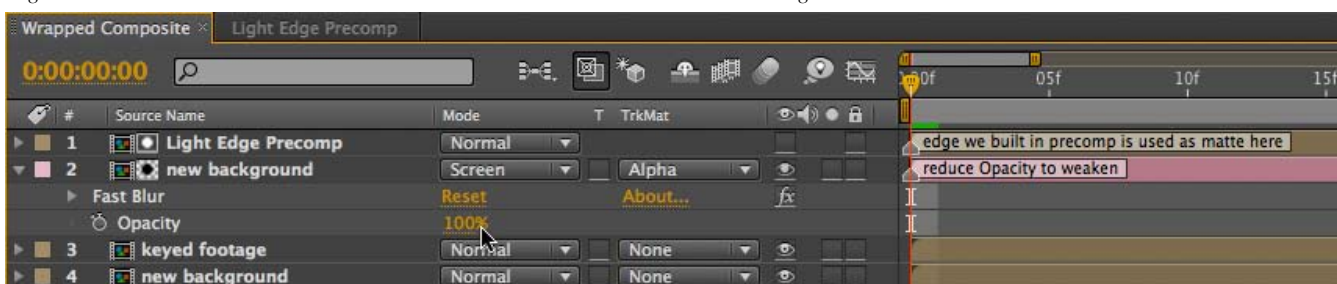 Wrapped Composite × Light Edge Precomp
0:00:00:00
00f 05f 10f 15f
# Source Name Mode T TrkMat
1 Light Edge Precomp Normal edge we built in precomp is used as matte here
2 new background Screen Alpha reduce Opacity to weaken
Fast Blur Reset About... fx
Opacity 100%
3 keyed footage Normal None
4 new background Normal None